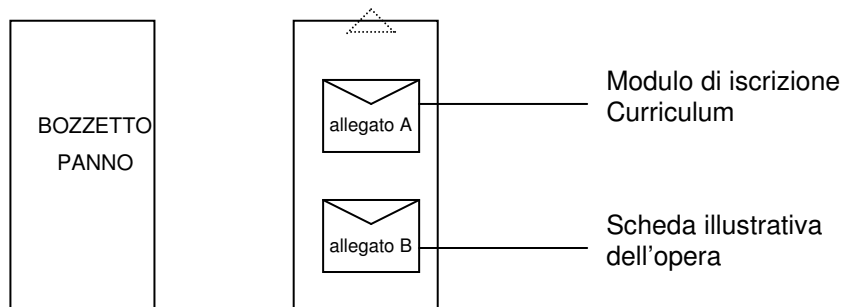 BOZZETTO
PANNO
allegato A
Modulo di iscrizione
Curriculum
allegato B
Scheda illustrativa
dell’opera